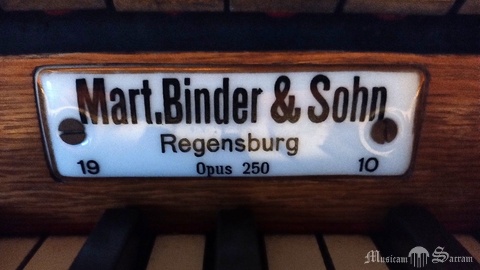 Mart.Binder & Sohn
Regensburg
19 Opus 250 10
Musicam Sacram